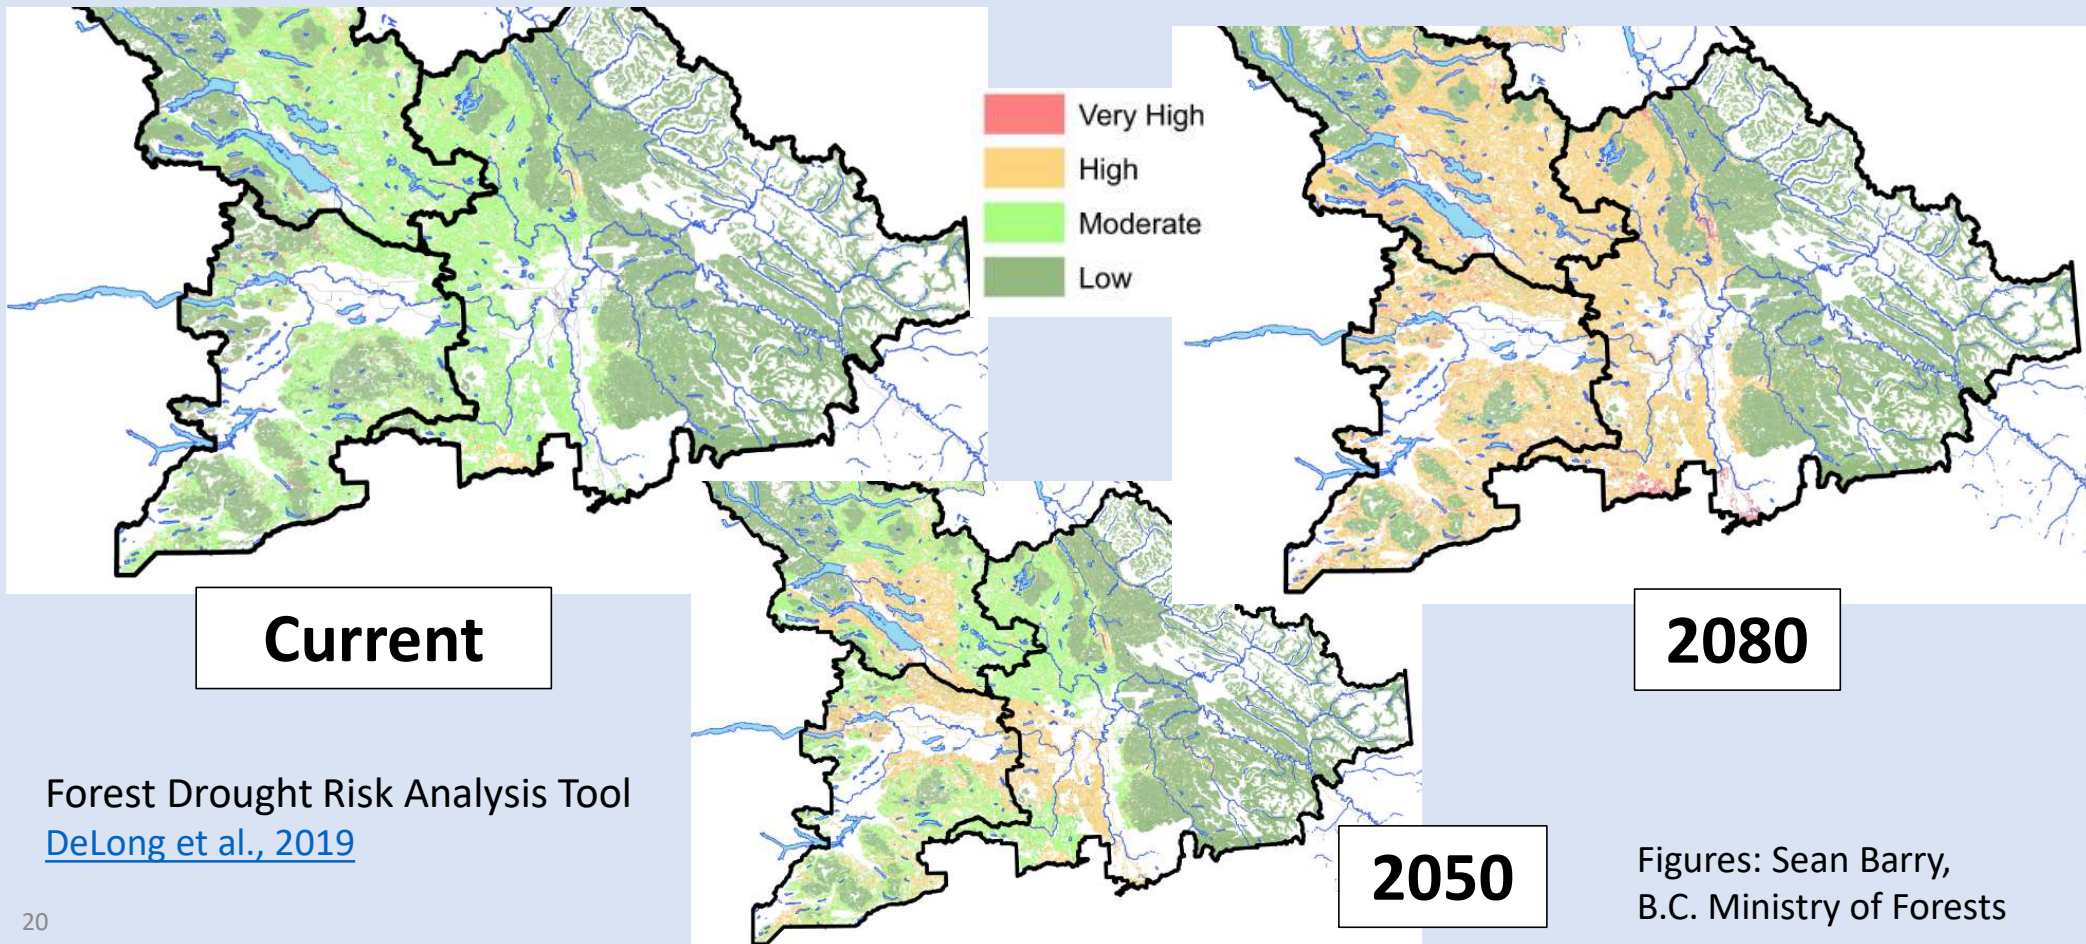 Very High
High
Moderate
Low
Current
2080
2050
Forest Drought Risk Analysis Tool
DeLong et al., 2019
Figures: Sean Barry,
B.C. Ministry of Forests
20